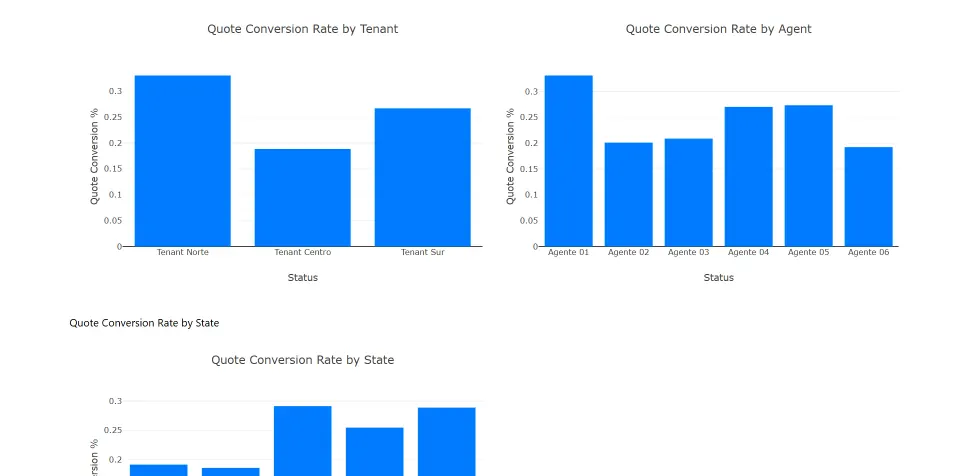 Quote Conversion Rate by Tenant
Quote Conversion %
0.3
0.25
0.2
0.15
0.1
0.05
0
Tenant Norte
Tenant Centro
Tenant Sur
Status
Quote Conversion Rate by Agent
Quote Conversion %
0.3
0.25
0.2
0.15
0.1
0.05
0
Agente 01
Agente 02
Agente 03
Agente 04
Agente 05
Agente 06
Status
Quote Conversion Rate by State
Quote Conversion Rate by State
0.3
0.25
0.2
%